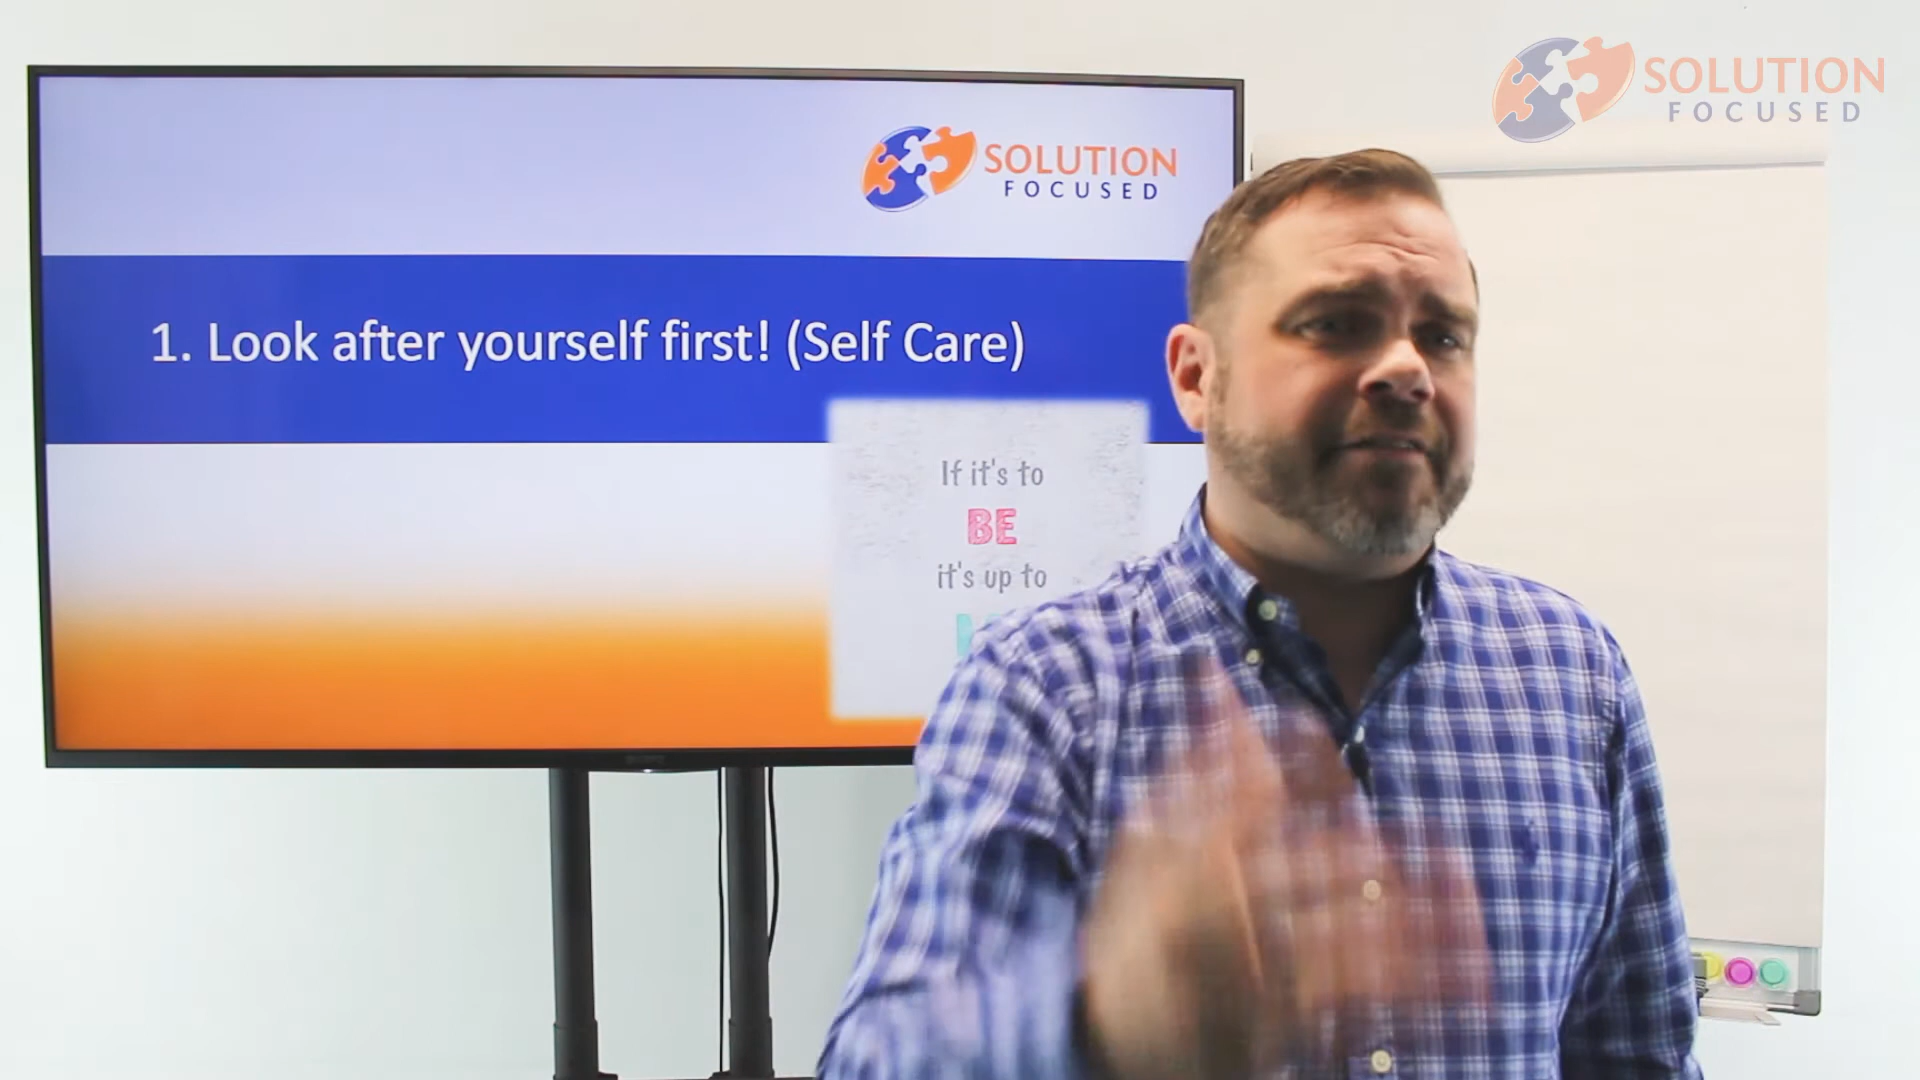 SOLUTION
FOCUSED
SOLUTION
FOCUSED
1. Look after yourself first! (Self Care)
If it's to
BE
it's up to